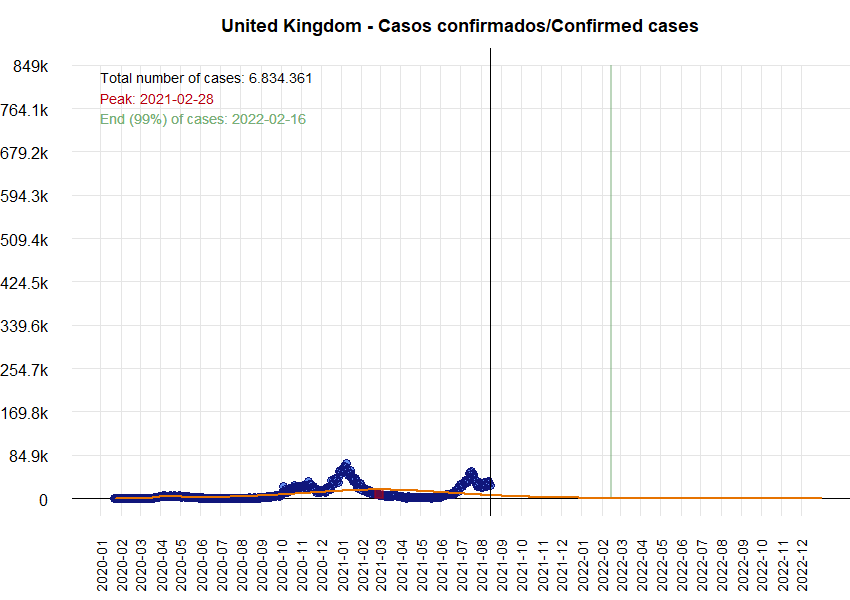 United Kingdom - Casos confirmados/Confirmed cases
849k
Total number of cases: 6.834.361
Peak: 2021-02-28
764.1k
End (99%) of cases: 2022-02-16
679.2k
594.3k
509.4k
424.5k
339.6k
254.7k
169.8k
84.9k
0
2020-01
2020-02
2020-03
2020-04
2020-05
2020-06
2020-07
2020-08
2020-09
2020-10
2020-11
2020-12
2021-01
2021-02
2021-03
2021-04
2021-05
2021-06
2021-07
2021-08
2021-09
2021-10
2021-11
2021-12
2022-01
2022-02
2022-03
2022-04
2022-05
2022-06
2022-07
2022-08
2022-09
2022-10
2022-11
2022-12